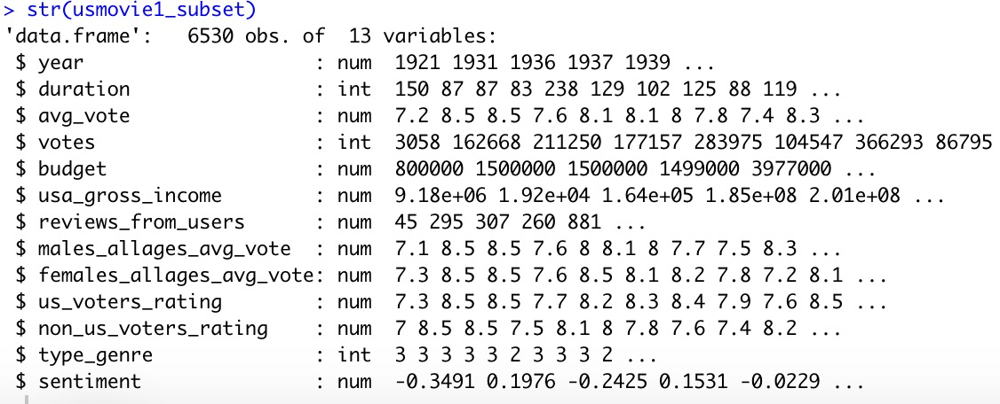 > str(usmovie1_subset)
'data.frame':   6530 obs. of  13 variables:
 $ year                   : num  1921 1931 1936 1937 1939 ...
 $ duration               : int  150 87 87 83 238 129 102 125 88 119 ...
 $ avg_vote               : num  7.2 8.5 8.5 7.6 8.1 8.1 8 7.8 7.4 8.3 ...
 $ votes                  : int  3058 162668 211250 177157 283975 104547 366293 86795
 $ budget                 : num  800000 1500000 1500000 1499000 3977000 ...
 $ usa_gross_income       : num  9.18e+06 1.92e+04 1.64e+05 1.85e+08 2.01e+08 ...
 $ reviews_from_users     : num  45 295 307 260 881 ...
 $ males_allages_avg_vote  : num  7.1 8.5 8.5 7.6 8 8.1 8 7.7 7.5 8.3 ...
 $ females_allages_avg_vote: num  7.3 8.5 8.5 7.6 8.5 8.1 8.2 7.8 7.2 8.1 ...
 $ us_voters_rating       : num  7.3 8.5 8.5 7.7 8.2 8.3 8.4 7.9 7.6 8.5 ...
 $ non_us_voters_rating   : num  7 8.5 8.5 7.5 8.1 8 7.8 7.6 7.4 8.2 ...
 $ type_genre             : int  3 3 3 3 3 2 3 3 3 2 ...
 $ sentiment              : num  -0.3491 0.1976 -0.2425 0.1531 -0.0229 ...